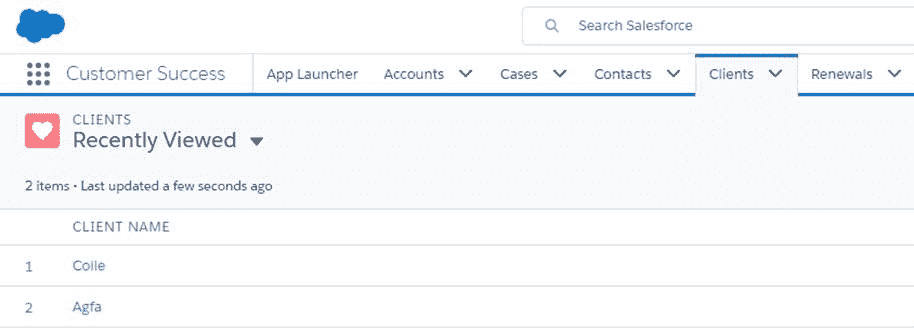 Search Salesforce
Customer Success App Launcher Accounts Cases Contacts Clients Renewals
CLIENTS
Recently Viewed
2 items • Last updated a few seconds ago
CLIENT NAME
1 Coile
2 Agfa